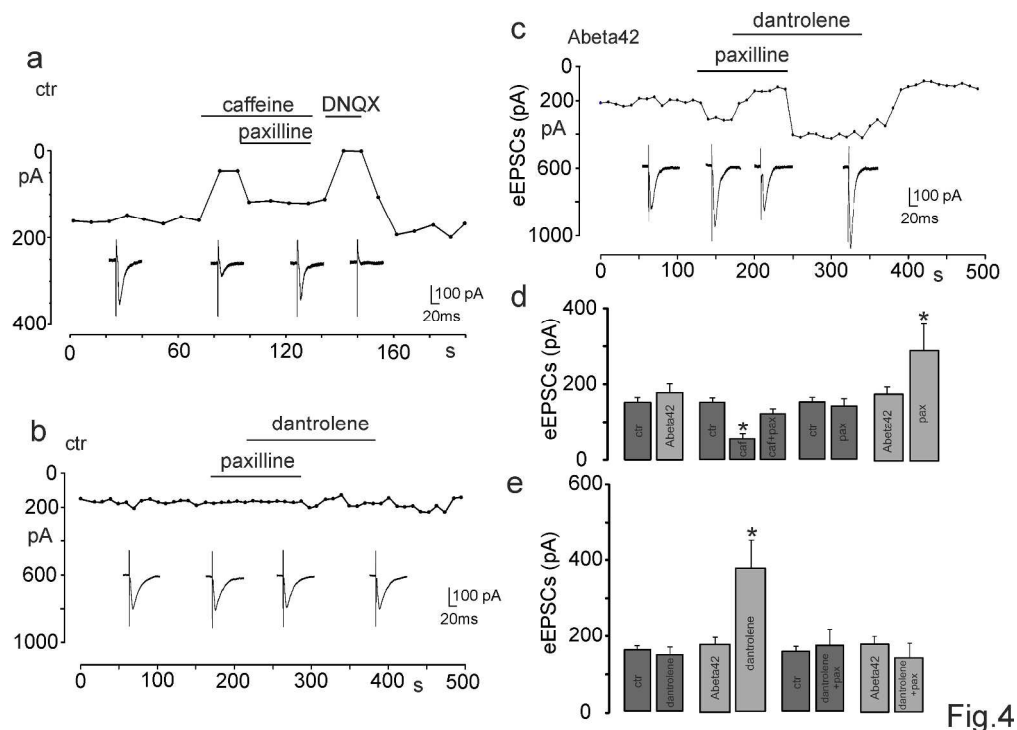 a
ctr
caffeine
DNQX
paxilline
0
pA
200
400
100 pA
20ms
0
60
120
160
s
b
ctr
dantrolene
paxilline
0
200
pA
600
1000
100 pA
20ms
0
100
200
300
400
s
500
c
Abeta42
dantrolene
paxilline
eEPSCs (pA)
0
200
pA
600
1000
100 pA
20ms
0
100
200
300
400
s
500
d
eEPSCs (pA)
400
200
0
ctr
Abeta42
ctr
*
caf
caf+pax
ctr
pax
Abeta42
*
pax
e
eEPSCs (pA)
600
400
200
0
ctr
dantrolene
Abeta42
*
dantrolene
ctr
dantrolene
+pax
Abeta42
dantrolene
+pax
Fig.4